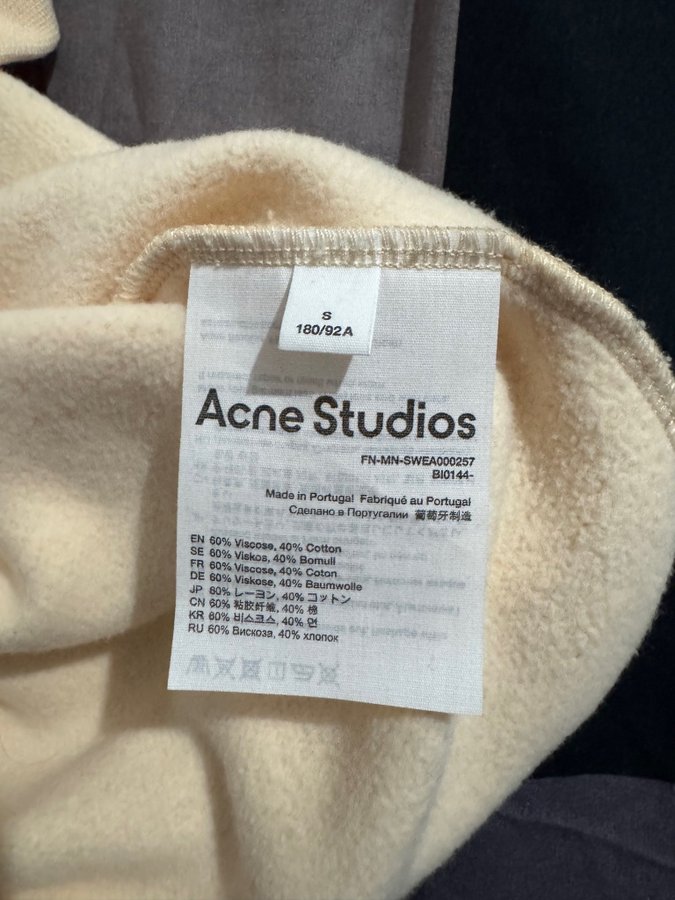 S
180/92A
Acne Studios
FN-MN-SWEA000257
BI0144-
Made in Portugal Fabriqué au Portugal
Сделано в Португалии 葡萄牙制造
EN 60% Viscose, 40% Cotton
SE 60% Viskos, 40% Bomull
FR 60% Viscose, 40% Coton
DE 60% Viskose, 40% Baumwolle
JP 60% レーヨン, 40% コットン
CN 60% 粘胶纤维, 40% 棉
KR 60% 비스코스, 40% 면
RU 60% Вискоза, 40% хлопок